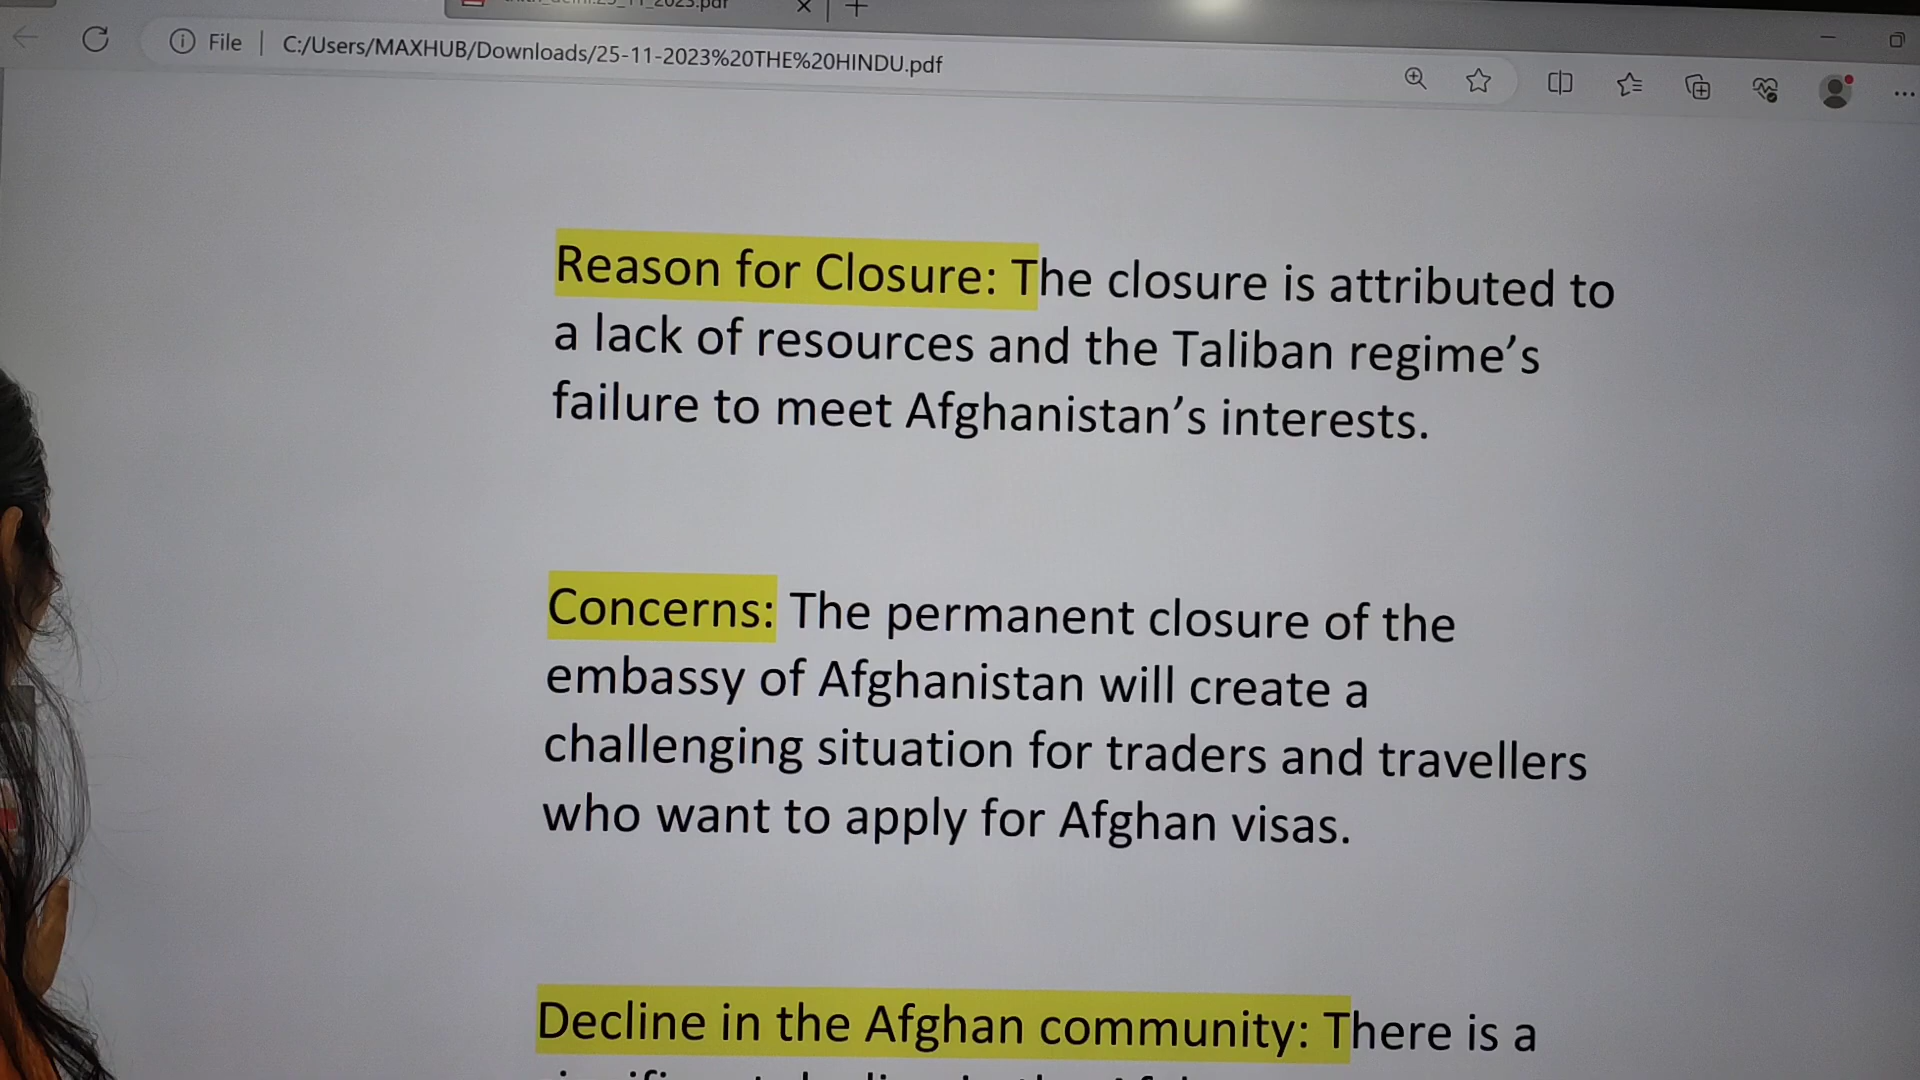 File | C:/Users/MAXHUB/Downloads/25-11-2023%20THE%20HINDU.pdf
Reason for Closure: The closure is attributed to
a lack of resources and the Taliban regime’s
failure to meet Afghanistan’s interests.
Concerns: The permanent closure of the
embassy of Afghanistan will create a
challenging situation for traders and travellers
who want to apply for Afghan visas.
Decline in the Afghan community: There is a